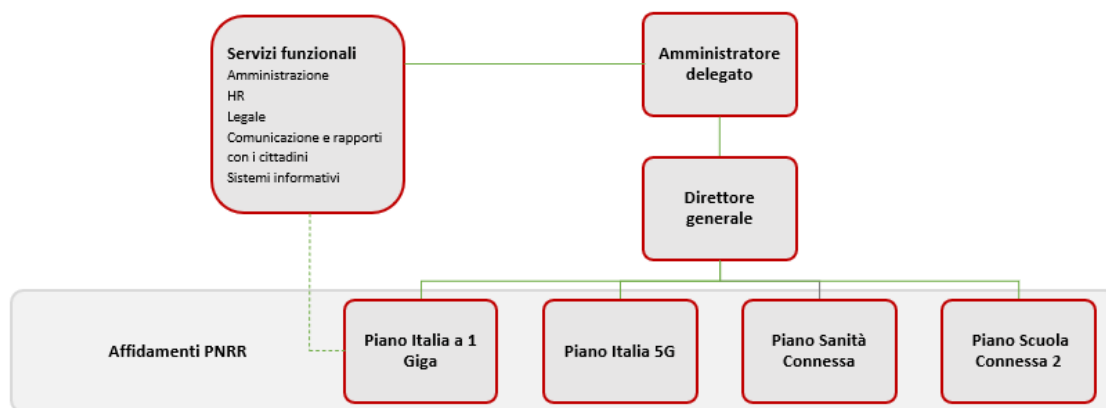 Servizi funzionali
Amministrazione
HR
Legale
Comunicazione e rapporti
con i cittadini
Sistemi informativi
Amministratore
delegato
Direttore
generale
Affidamenti PNRR
Piano Italia a 1
Giga
Piano Italia 5G
Piano Sanità
Connessa
Piano Scuola
Connessa 2